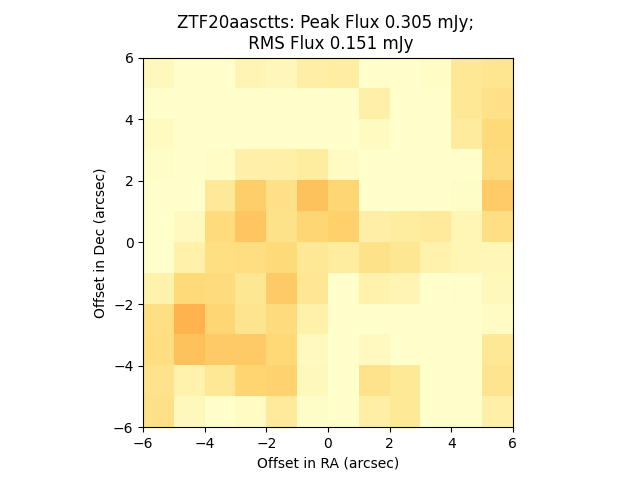 ZTF20aasctts: Peak Flux 0.305 mJy;
RMS Flux 0.151 mJy
6
4
2
0
−2
−4
−6
Offset in Dec (arcsec)
−6 −4 −2 0 2 4 6
Offset in RA (arcsec)